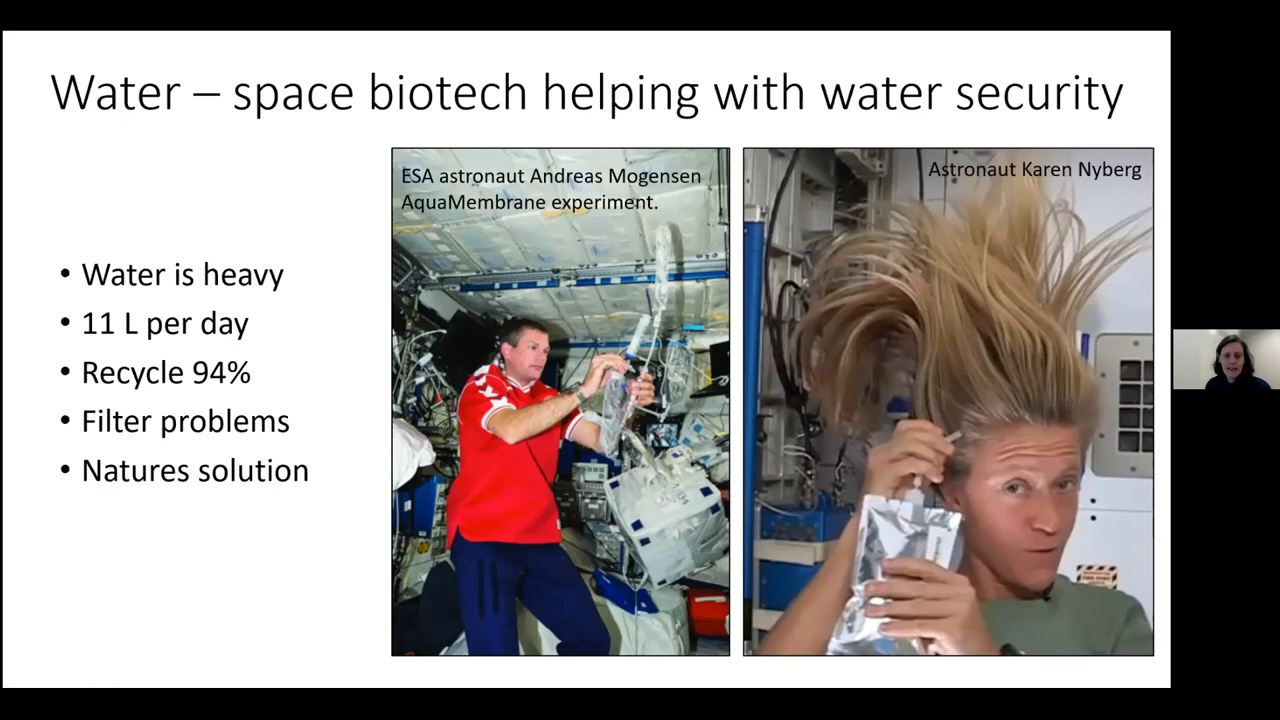 Water – space biotech helping with water security
• Water is heavy
• 11 L per day
• Recycle 94%
• Filter problems
• Natures solution
ESA astronaut Andreas Mogensen
AquaMembrane experiment.
Astronaut Karen Nyberg